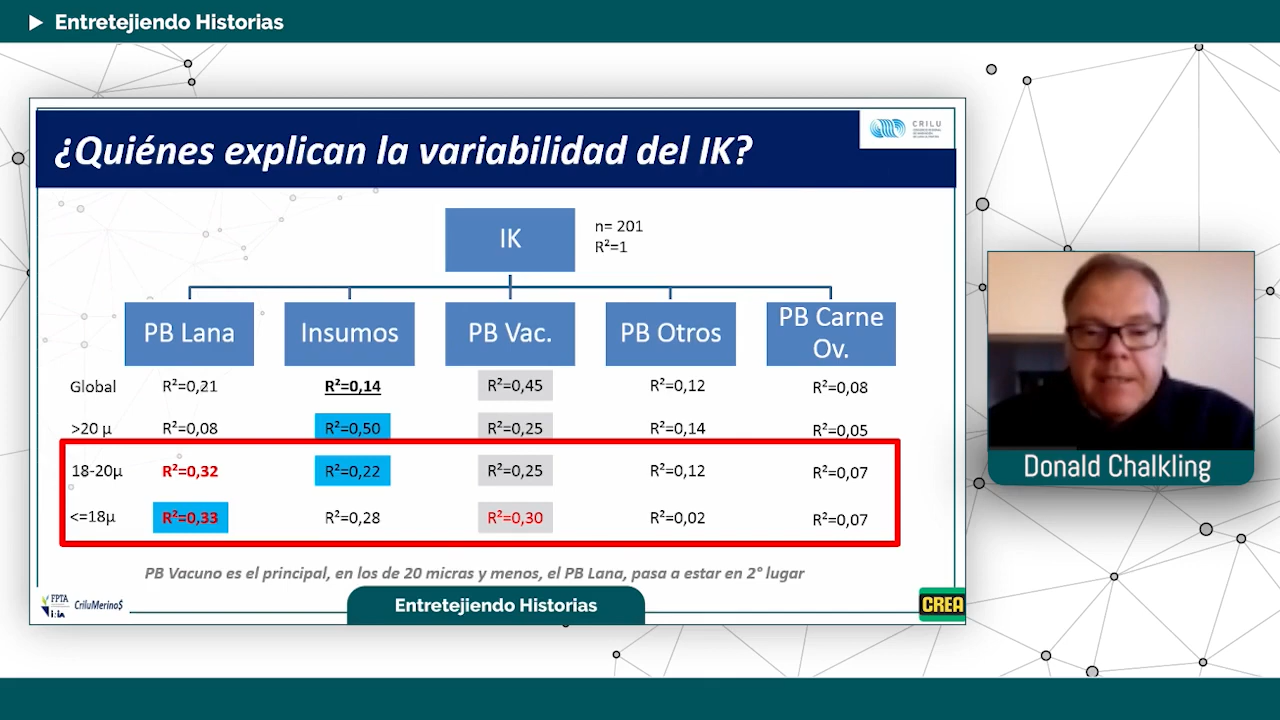 Entretejiendo Historias
¿Quiénes explican la variabilidad del IK?
CRILU
IK
n= 201
R²=1
PB Lana Insumos PB Vac. PB Otros PB Carne Ov.
Global R²=0,21 R²=0,14 R²=0,45 R²=0,12 R²=0,08
>20 µ R²=0,08 R²=0,50 R²=0,25 R²=0,14 R²=0,05
18-20µ R²=0,32 R²=0,22 R²=0,25 R²=0,12 R²=0,07
<=18µ R²=0,33 R²=0,28 R²=0,30 R²=0,02 R²=0,07
PB Vacuno es el principal, en los de 20 micras y menos, el PB Lana, pasa a estar en 2° lugar
FPTA
CriluMerino$
Entretejiendo Historias
CREA
Donald Chalkling